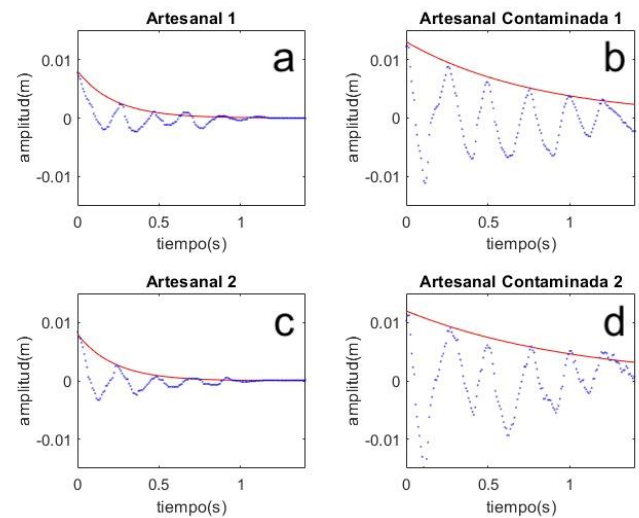 Artesanal 1
a
amplitud(m)
0.01
0
-0.01
0
0.5
1
tiempo(s)
Artesanal Contaminada 1
b
amplitud(m)
0.01
0
-0.01
0
0.5
1
tiempo(s)
Artesanal 2
c
amplitud(m)
0.01
0
-0.01
0
0.5
1
tiempo(s)
Artesanal Contaminada 2
d
amplitud(m)
0.01
0
-0.01
0
0.5
1
tiempo(s)